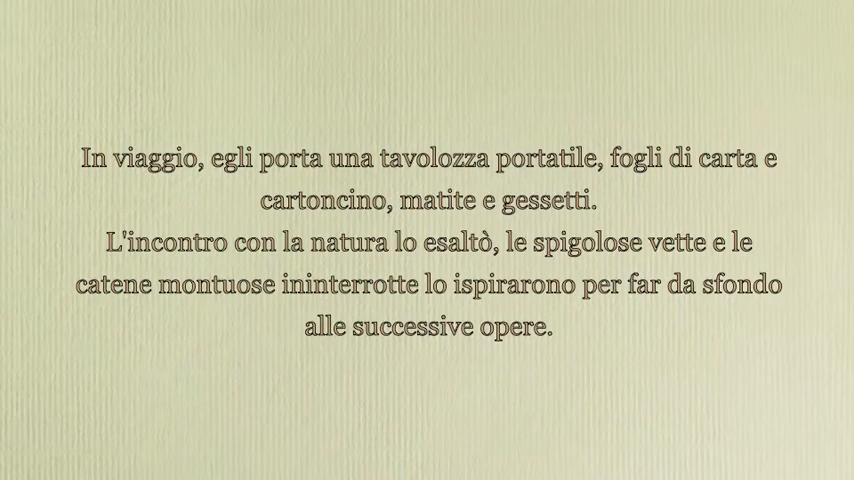 In viaggio, egli porta una tavolozza portatile, fogli di carta e
cartoncino, matite e gessetti.
L'incontro con la natura lo esaltò, le spigolose vette e le
catene montuose ininterrotte lo ispirarono per far da sfondo
alle successive opere.